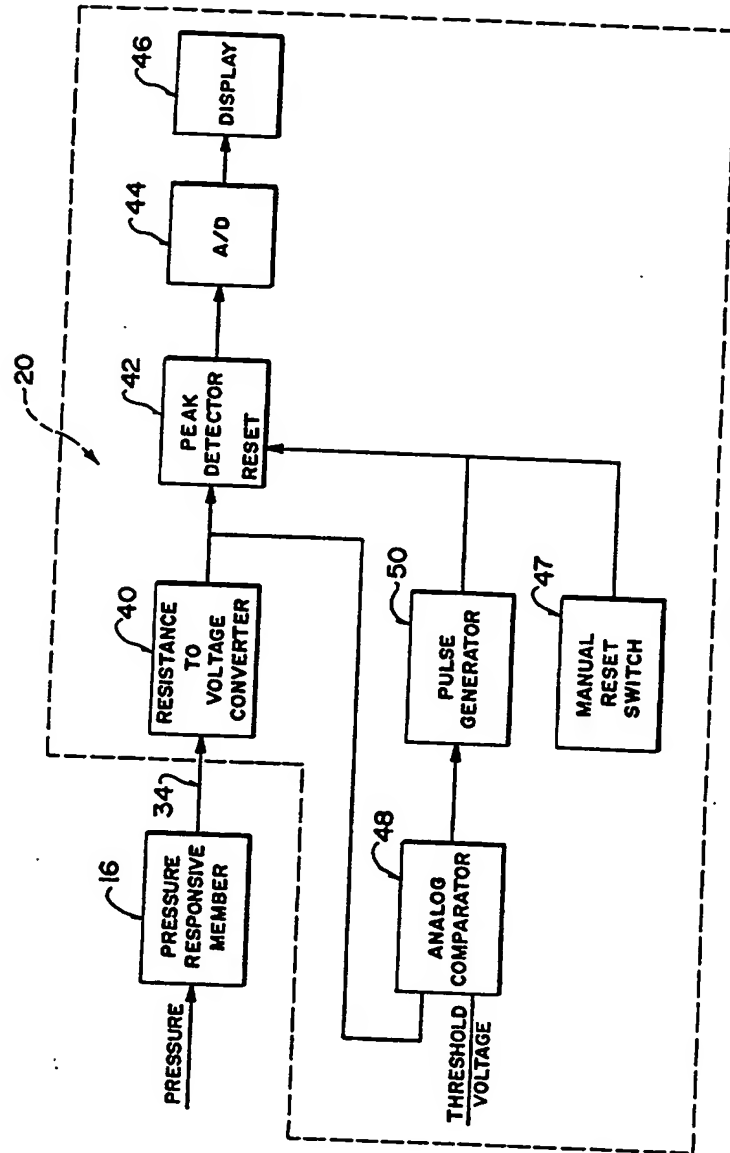 20
PRESSURE
16
PRESSURE
RESPONSIVE
MEMBER
34
40
RESISTANCE
TO
VOLTAGE
CONVERTER
42
PEAK
DETECTOR
RESET
44
A/D
46
DISPLAY
THRESHOLD
VOLTAGE
48
ANALOG
COMPARATOR
50
PULSE
GENERATOR
47
MANUAL
RESET
SWITCH